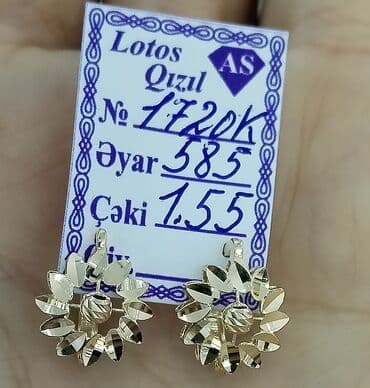 Lotos
Qızıl
AS
№ 1720K
Əyar 585
Çəki 1.55